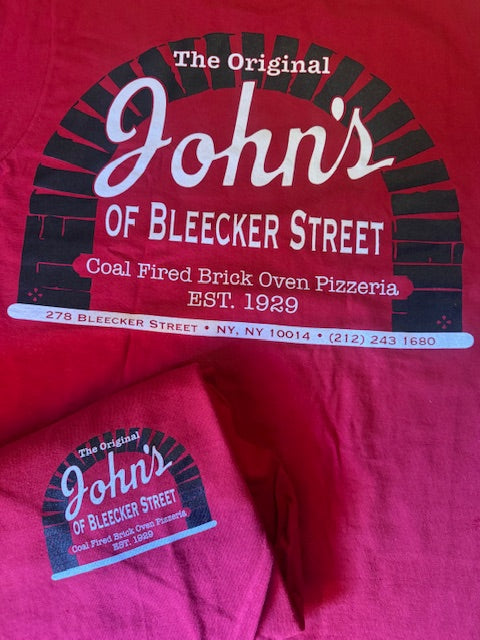 The Original
John's
OF BLEECKER STREET
Coal Fired Brick Oven Pizzeria
EST. 1929
278 BLEECKER STREET • NY, NY 10014 • (212) 243 1680
The Original
John's
OF BLEECKER STREET
Coal Fired Brick Oven Pizzeria
EST. 1929